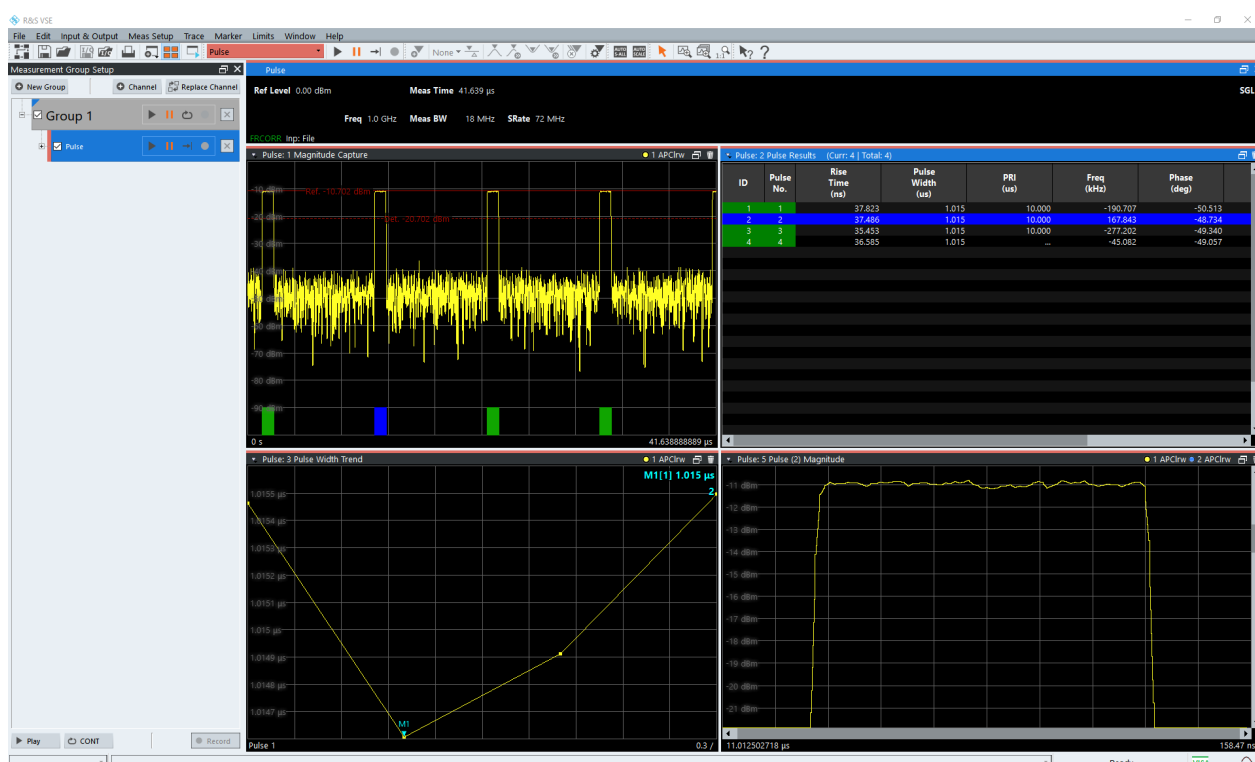 R&S VSE
File Edit Input & Output Meas Setup Trace Marker Limits Window Help
Pulse None 1:1
Measurement Group Setup
New Group Channel Replace Channel
Group 1
Pulse
Play CONT Record
Pulse
Ref Level 0.00 dBm Meas Time 41.639 µs SGL
Freq 1.0 GHz Meas BW 18 MHz SRate 72 MHz
FRCORR Inp: File
Pulse: 1 Magnitude Capture 1 APClrw
-10 dBm Ref. -10.702 dBm
-20 dBm Ref. -20.702 dBm
-30 dBm
-60 dBm
-70 dBm
-80 dBm
-90 dBm
0 s 41.638888889 µs
Pulse: 2 Pulse Results (Curr: 4 | Total: 4)
ID Pulse No. Rise Time (ns) Pulse Width (us) PRI (us) Freq (kHz) Phase (deg)
1 1 37.823 1.015 10.000 -190.707 -50.513
2 2 37.486 1.015 10.000 167.843 -48.734
3 3 35.453 1.015 10.000 -277.202 -49.340
4 4 36.585 1.015 ... -45.082 -49.057
Pulse: 3 Pulse Width Trend 1 APClrw
M1[1] 1.015 µs
2
1.0155 µs
1.0154 µs
1.0153 µs
1.0152 µs
1.0151 µs
1.015 µs
1.0149 µs
1.0148 µs
1.0147 µs
M1
Pulse 1 0.3 /
Pulse: 5 Pulse (2) Magnitude 1 APClrw 2 APClrw
-11 dBm
-12 dBm
-13 dBm
-14 dBm
-15 dBm
-16 dBm
-17 dBm
-18 dBm
-19 dBm
-20 dBm
-21 dBm
11.012502718 µs 158.47 ns